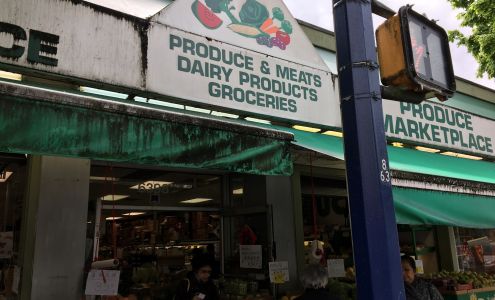 CE
PRODUCE & MEATS
DAIRY PRODUCTS
GROCERIES
PRODUCE
MARKETPLACE
8
63